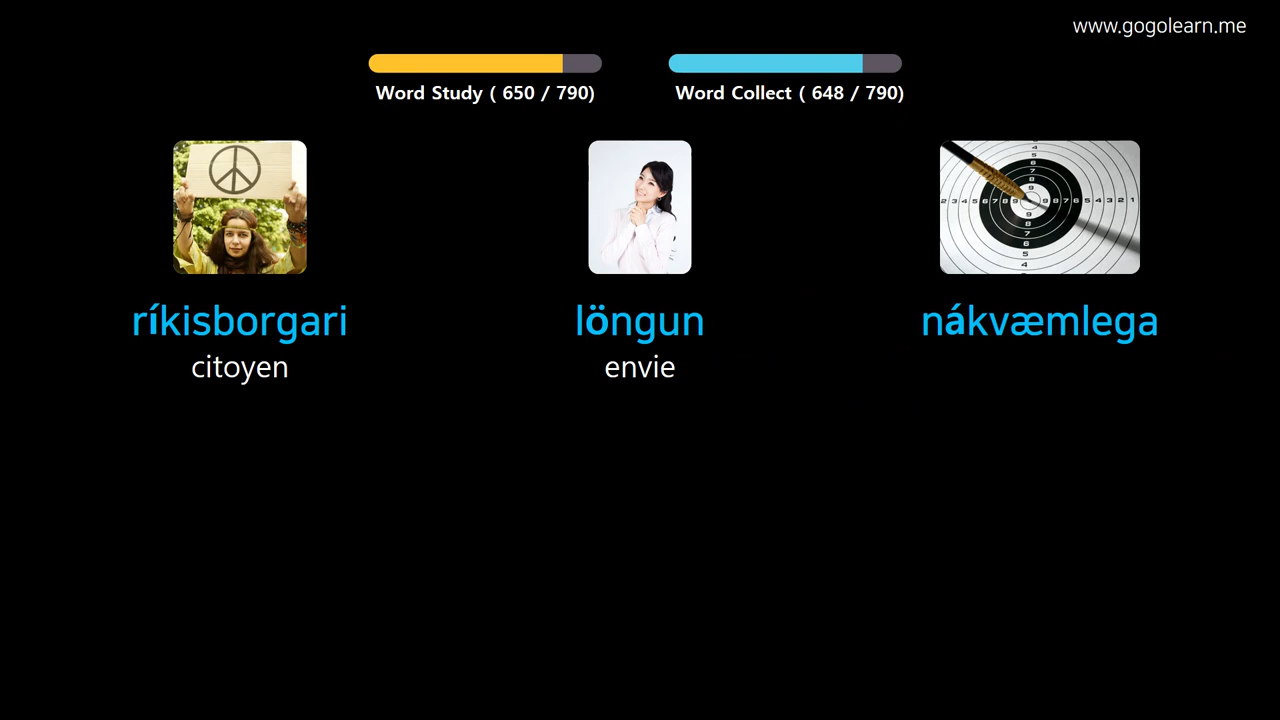 www.gogolearn.me
Word Study ( 650 / 790)
Word Collect ( 648 / 790)
ríkisborgari
citoyen
löngun
envie
nákvæmlega